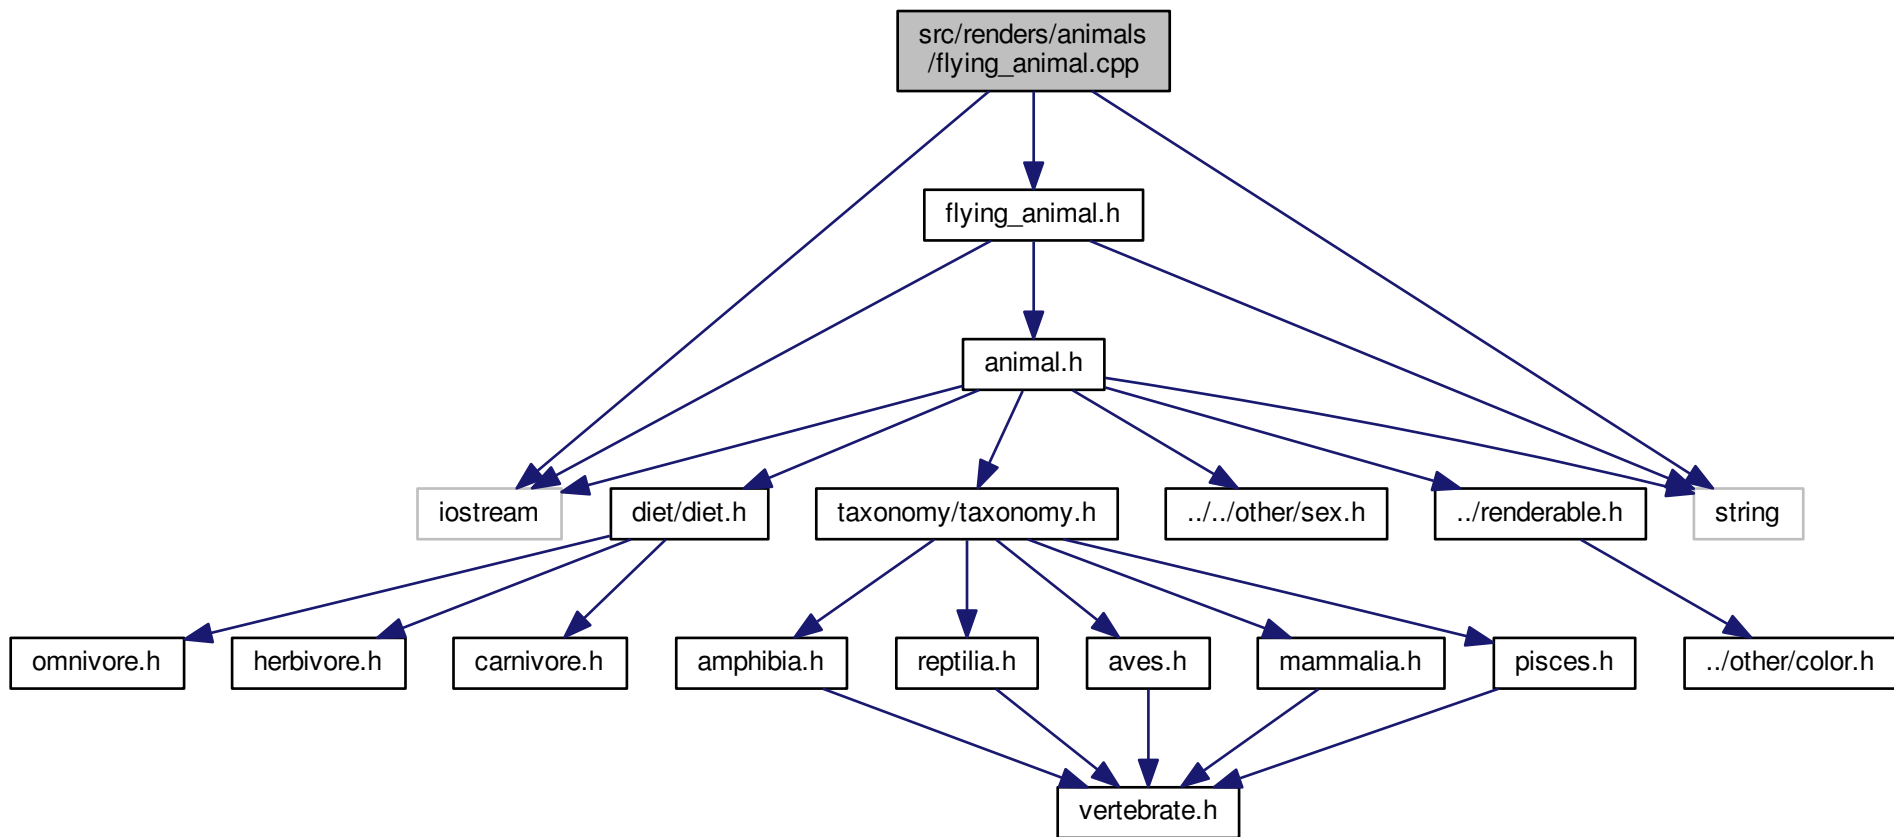 src/renders/animals
/flying_animal.cpp
flying_animal.h
animal.h
iostream
diet/diet.h
taxonomy/taxonomy.h
../../other/sex.h
../renderable.h
string
omnivore.h
herbivore.h
carnivore.h
amphibia.h
reptilia.h
aves.h
mammalia.h
pisces.h
../other/color.h
vertebrate.h